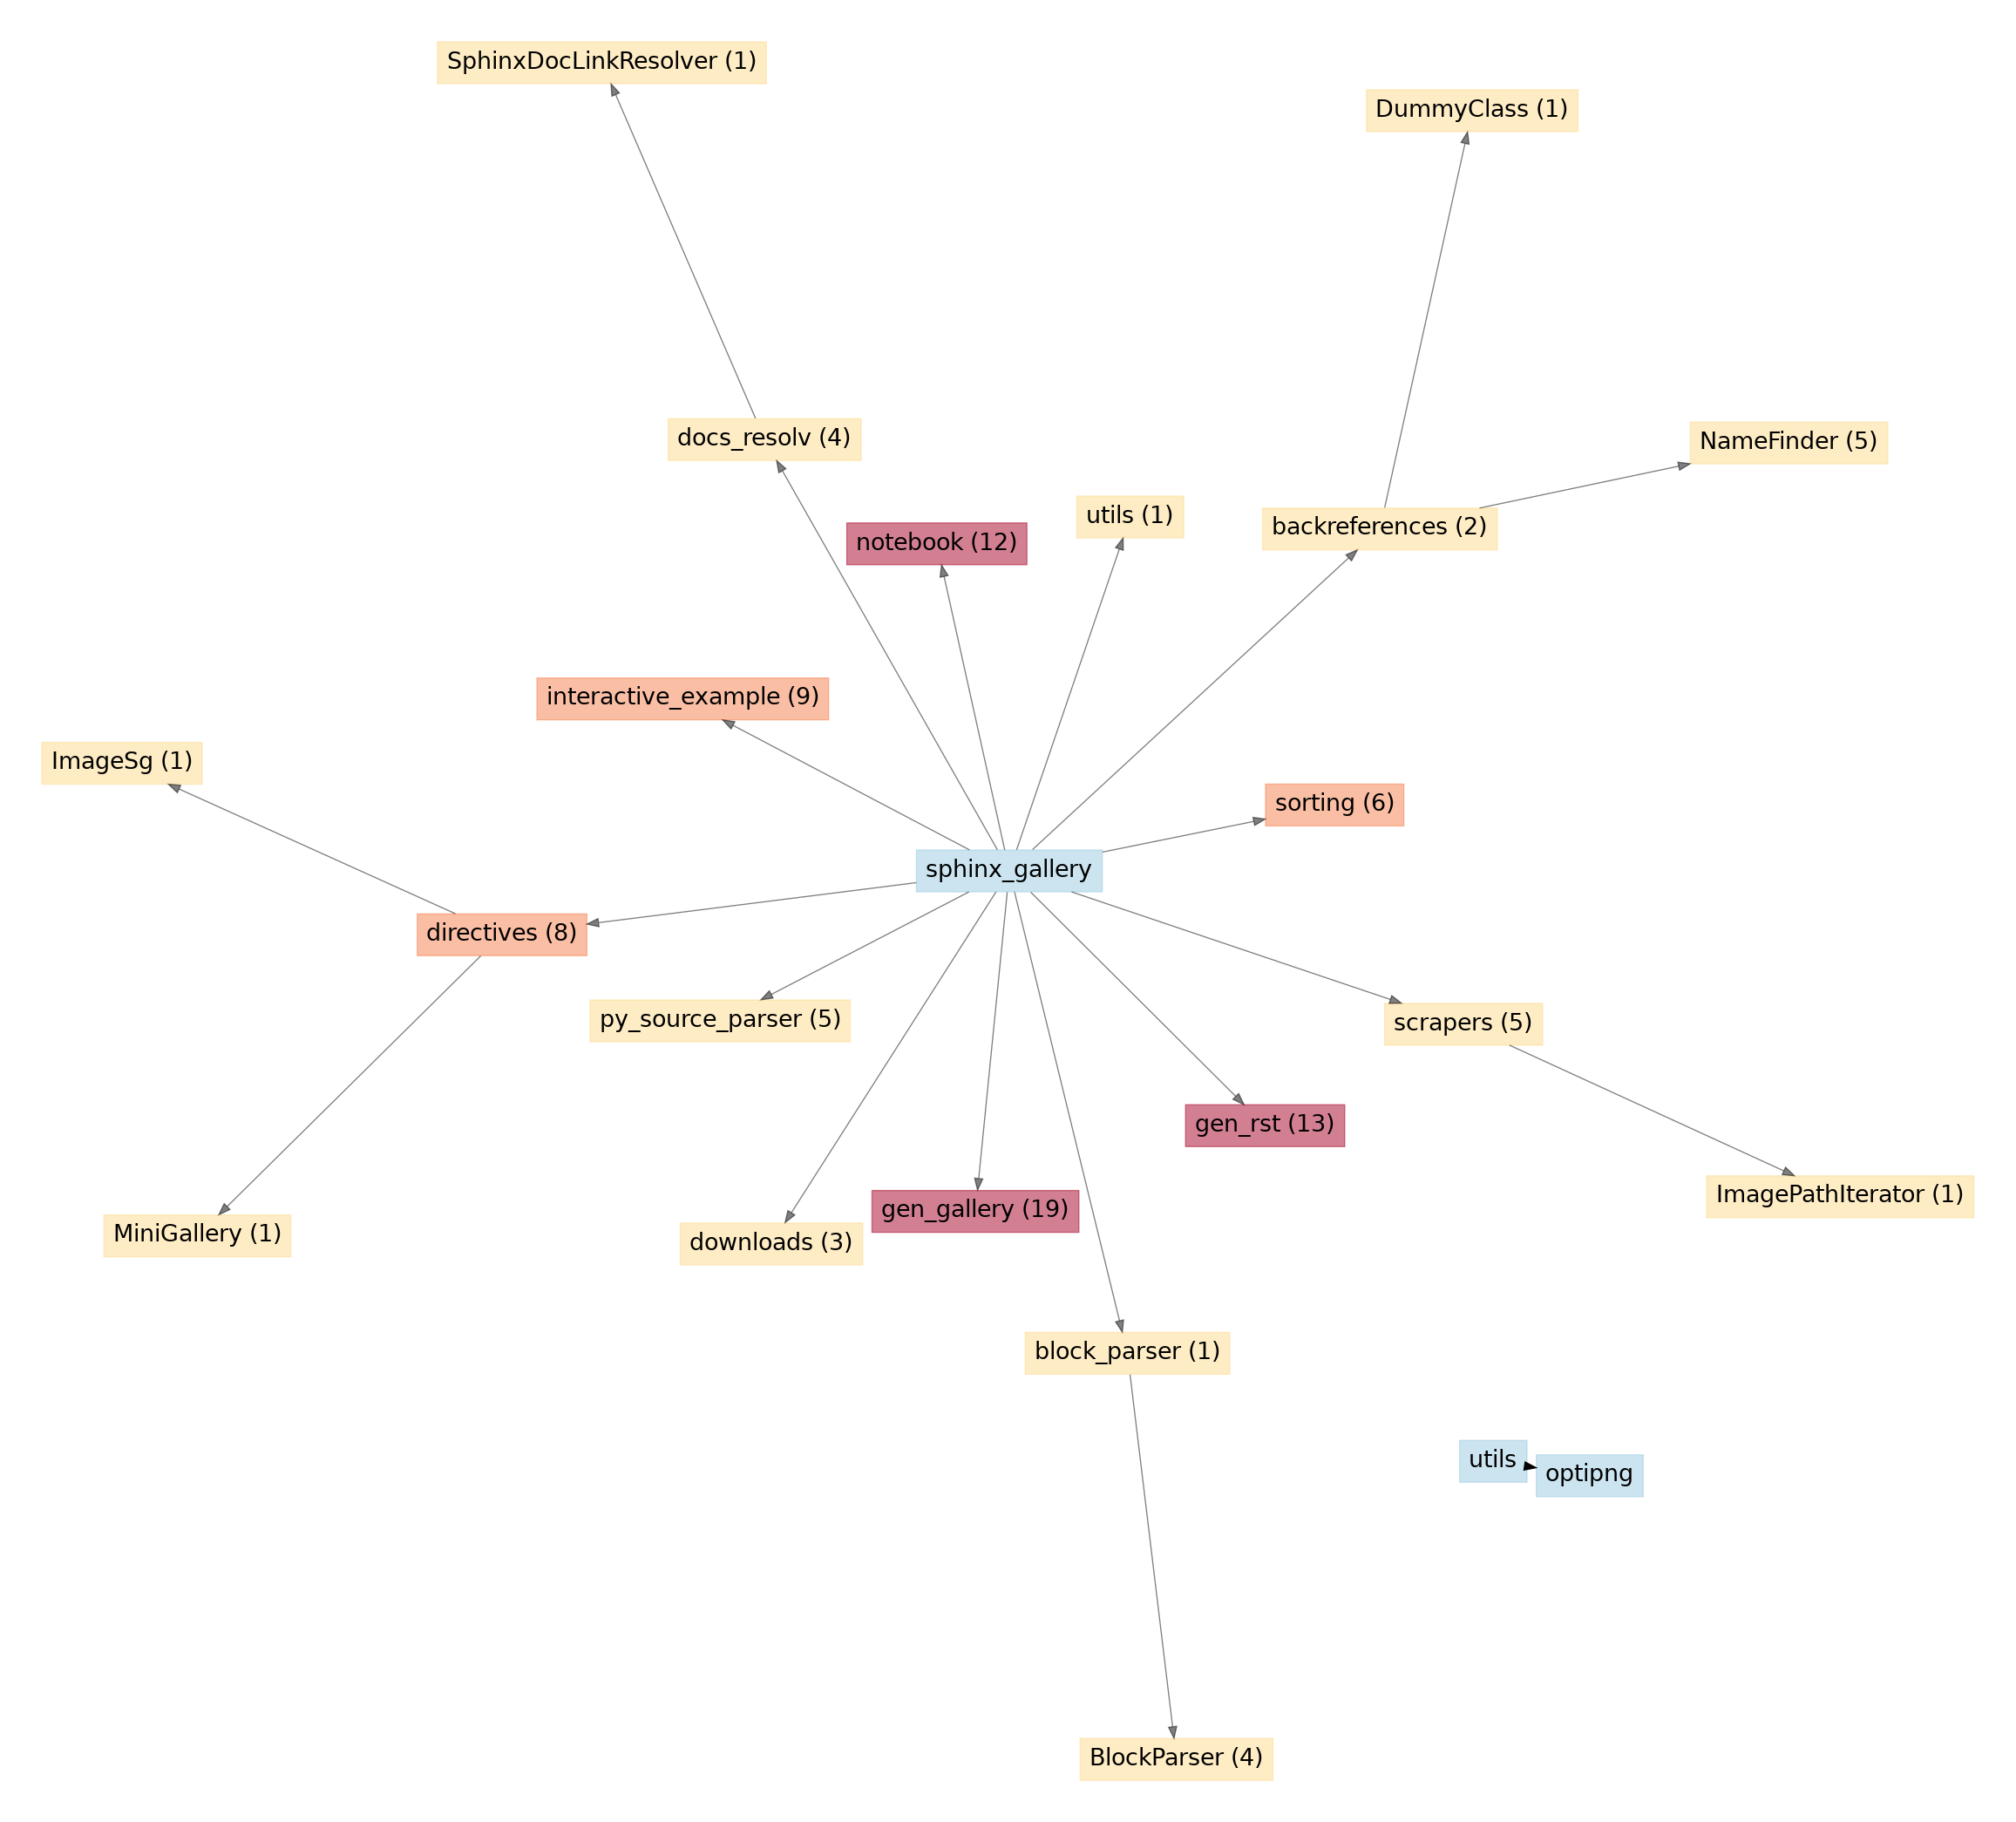 SphinxDocLinkResolver (1)
DummyClass (1)
docs_resolv (4)
NameFinder (5)
utils (1)
backreferences (2)
notebook (12)
interactive_example (9)
ImageSg (1)
sorting (6)
sphinx_gallery
directives (8)
py_source_parser (5)
scrapers (5)
gen_rst (13)
ImagePathIterator (1)
gen_gallery (19)
MiniGallery (1)
downloads (3)
block_parser (1)
utils
optipng
BlockParser (4)